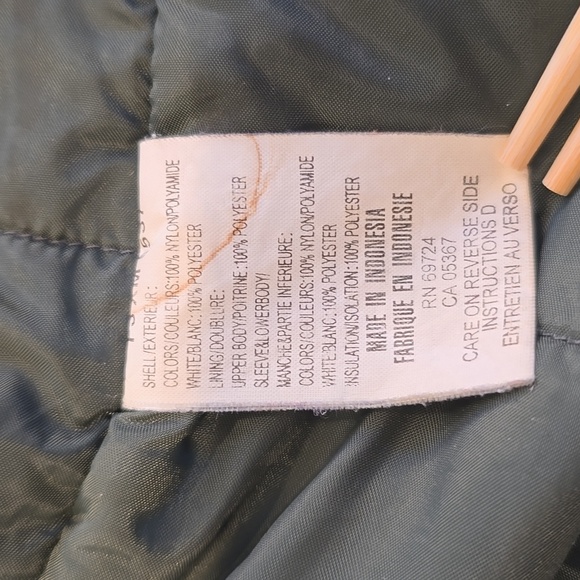 SHELL/EXTERIEUR:
COLORS/COULEURS:100% NYLON/POLYAMIDE
WHITE/BLANC:100% POLYESTER
LINING/DOUBLURE:
UPPER BODY/POITRINE:100% POLYESTER
SLEEVE&LOWERBODY/
MANCHE&PARTIE INFERIEURE:
COLORS/COULEURS:100% NYLON/POLYAMIDE
WHITE/BLANC:100% POLYESTER
INSULATION/ISOLATION:100% POLYESTER
MADE IN INDONESIA
FABRIQUE EN INDONESIE
RN 69724
CA 05367
CARE ON REVERSE SIDE
INSTRUCTIONS D
ENTRETIEN AU VERSO